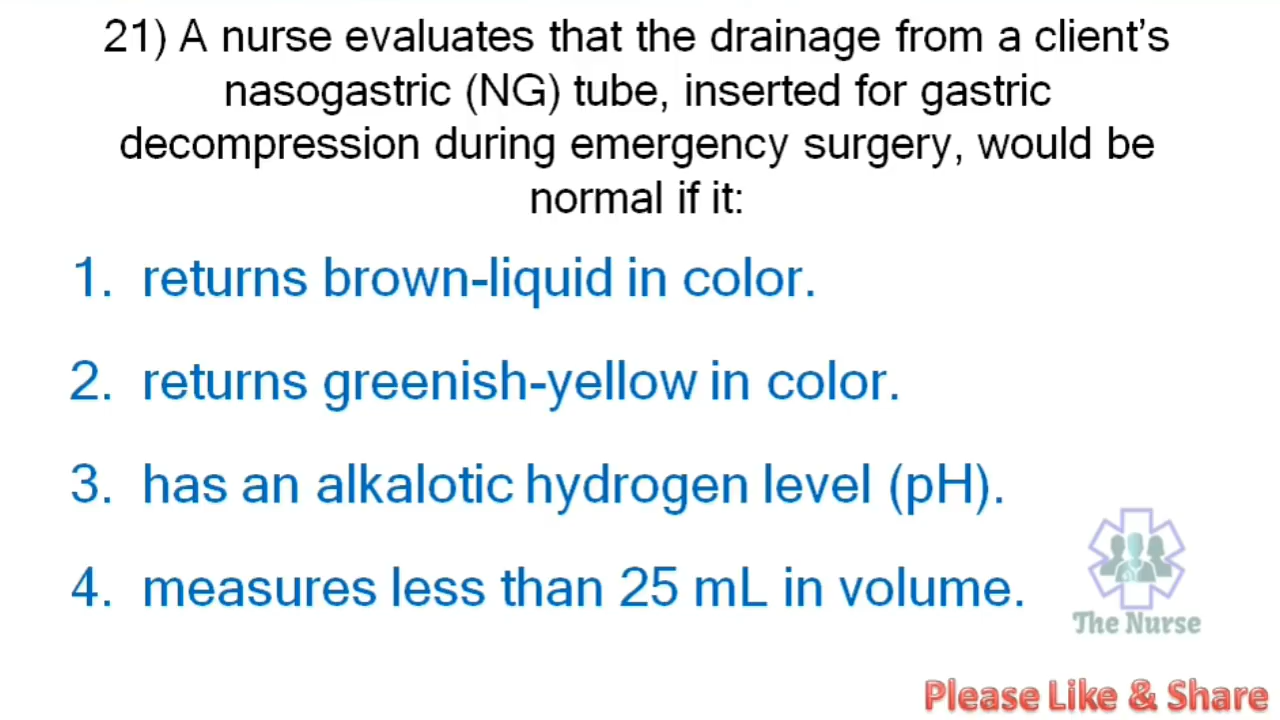 21) A nurse evaluates that the drainage from a client's
nasogastric (NG) tube, inserted for gastric
decompression during emergency surgery, would be
normal if it:
1. returns brown-liquid in color.
2. returns greenish-yellow in color.
3. has an alkalotic hydrogen level (pH).
4. measures less than 25 mL in volume.
The Nurse
Please Like & Share